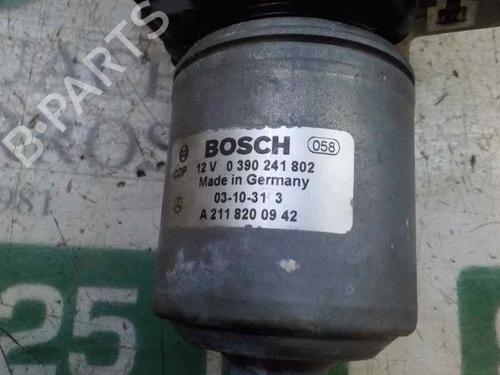 B-PARTS
BOSCH 058
12 V 0 390 241 802
CDP
Made in Germany
03-10-31 3
A 211 820 09 42
25